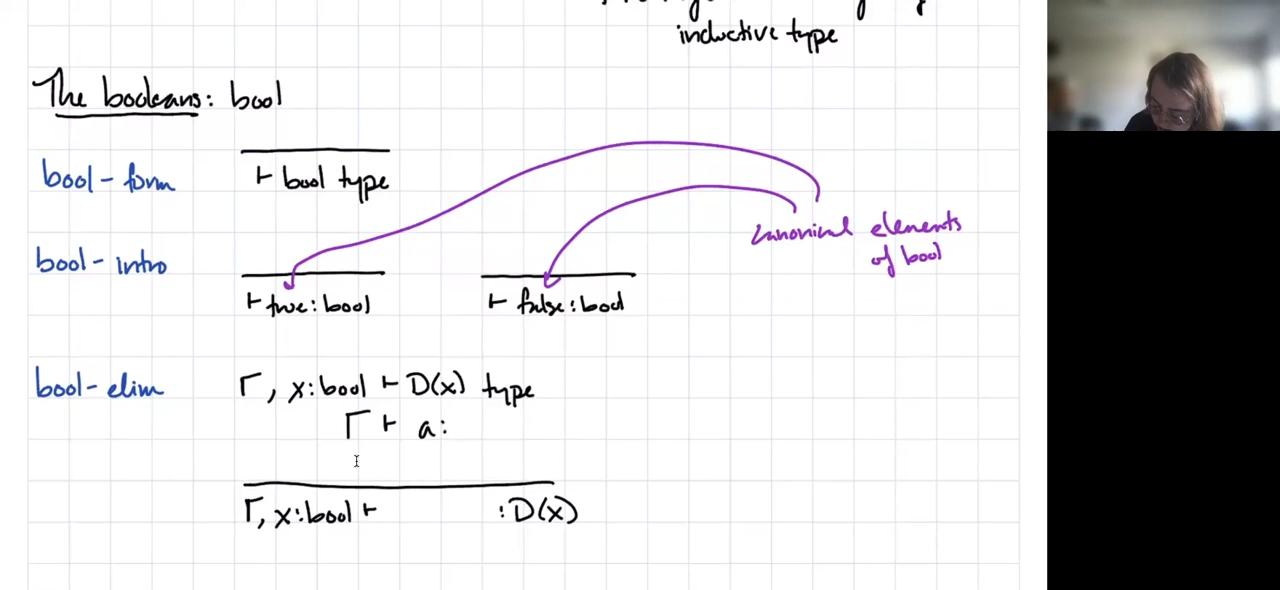 inductive type
The booleans: bool
bool-form ⊢ bool type
canonical elements of bool
bool-intro ⊢ true:bool ⊢ false:bool
bool-elim Γ, x:bool ⊢ D(x) type
Γ ⊢ a:
Γ, x:bool ⊢ :D(x)